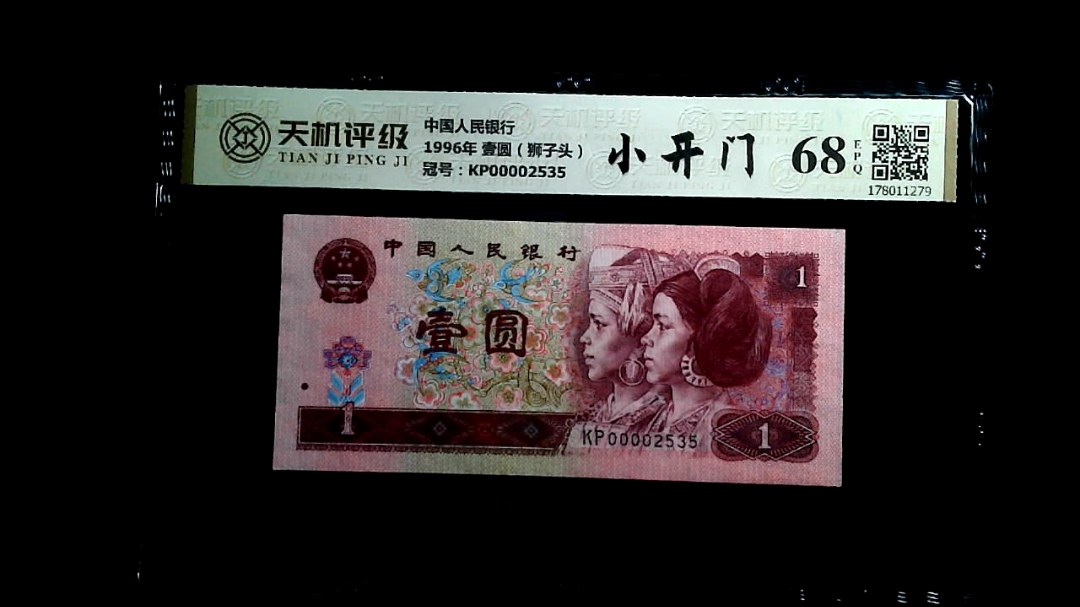 天机评级
TIAN JI PING JI
中国人民银行
1996年 壹圆（狮子头）
冠号：KP00002535
小开门
68
EPQ
178011279
中国人民银行
1
壹圆
1
KP00002535
1